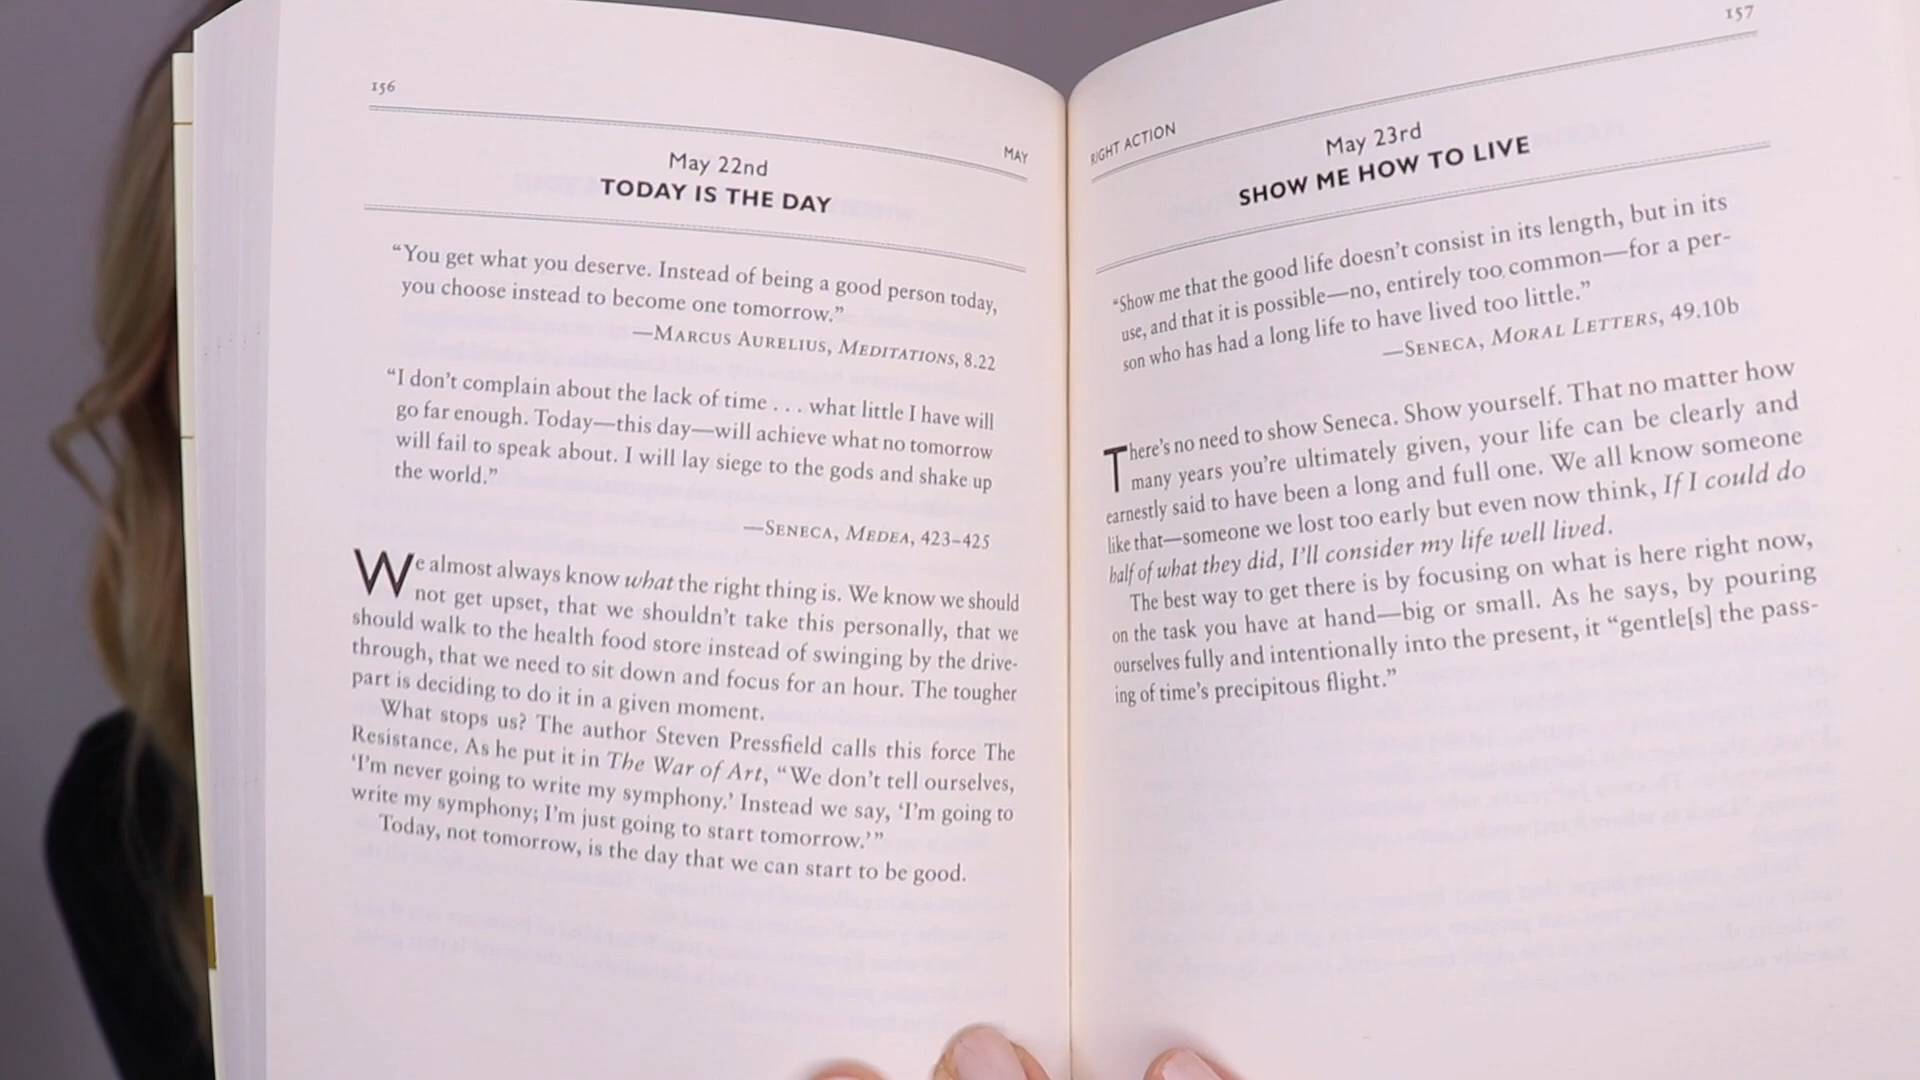 156
MAY
May 22nd
TODAY IS THE DAY
“You get what you deserve. Instead of being a good person today,
you choose instead to become one tomorrow.”
—MARCUS AURELIUS, MEDITATIONS, 8.22
“I don’t complain about the lack of time . . . what little I have will
go far enough. Today—this day—will achieve what no tomorrow
will fail to speak about. I will lay siege to the gods and shake up
the world.”
—SENECA, MEDEA, 423–425
We almost always know what the right thing is. We know we should
not get upset, that we shouldn’t take this personally, that we
should walk to the health food store instead of swinging by the drive-
through, that we need to sit down and focus for an hour. The tougher
part is deciding to do it in a given moment.
What stops us? The author Steven Pressfield calls this force The
Resistance. As he put it in The War of Art, “We don’t tell ourselves,
‘I’m never going to write my symphony.’ Instead we say, ‘I’m going to
write my symphony; I’m just going to start tomorrow.’”
Today, not tomorrow, is the day that we can start to be good.
157
RIGHT ACTION
May 23rd
SHOW ME HOW TO LIVE
“Show me that the good life doesn’t consist in its length, but in its
use, and that it is possible—no, entirely too common—for a per-
son who has had a long life to have lived too little.”
—SENECA, MORAL LETTERS, 49.10b
There’s no need to show Seneca. Show yourself. That no matter how
many years you’re ultimately given, your life can be clearly and
earnestly said to have been a long and full one. We all know someone
like that—someone we lost too early but even now think, If I could do
half of what they did, I’ll consider my life well lived.
The best way to get there is by focusing on what is here right now,
on the task you have at hand—big or small. As he says, by pouring
ourselves fully and intentionally into the present, it “gentle[s] the pass-
ing of time’s precipitous flight.”